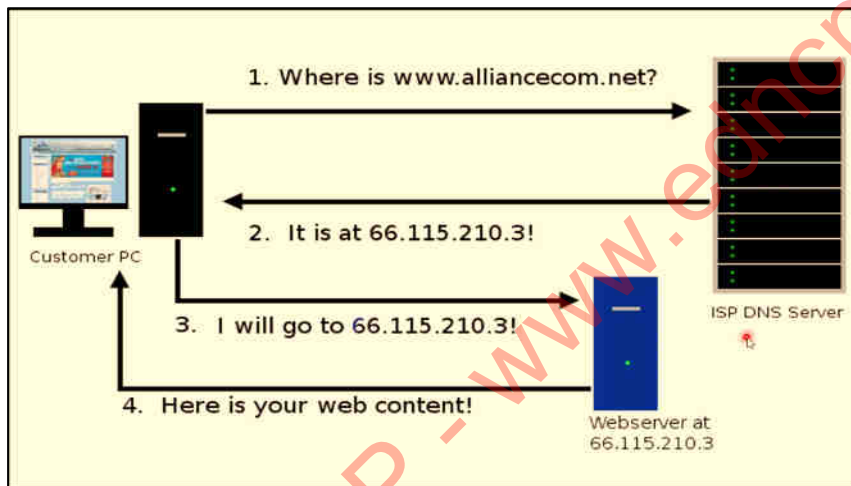 1. Where is www.alliancecom.net?
2. It is at 66.115.210.3!
Customer PC
ISP DNS Server
3. I will go to 66.115.210.3!
4. Here is your web content!
Webserver at
66.115.210.3
P - www.ednc